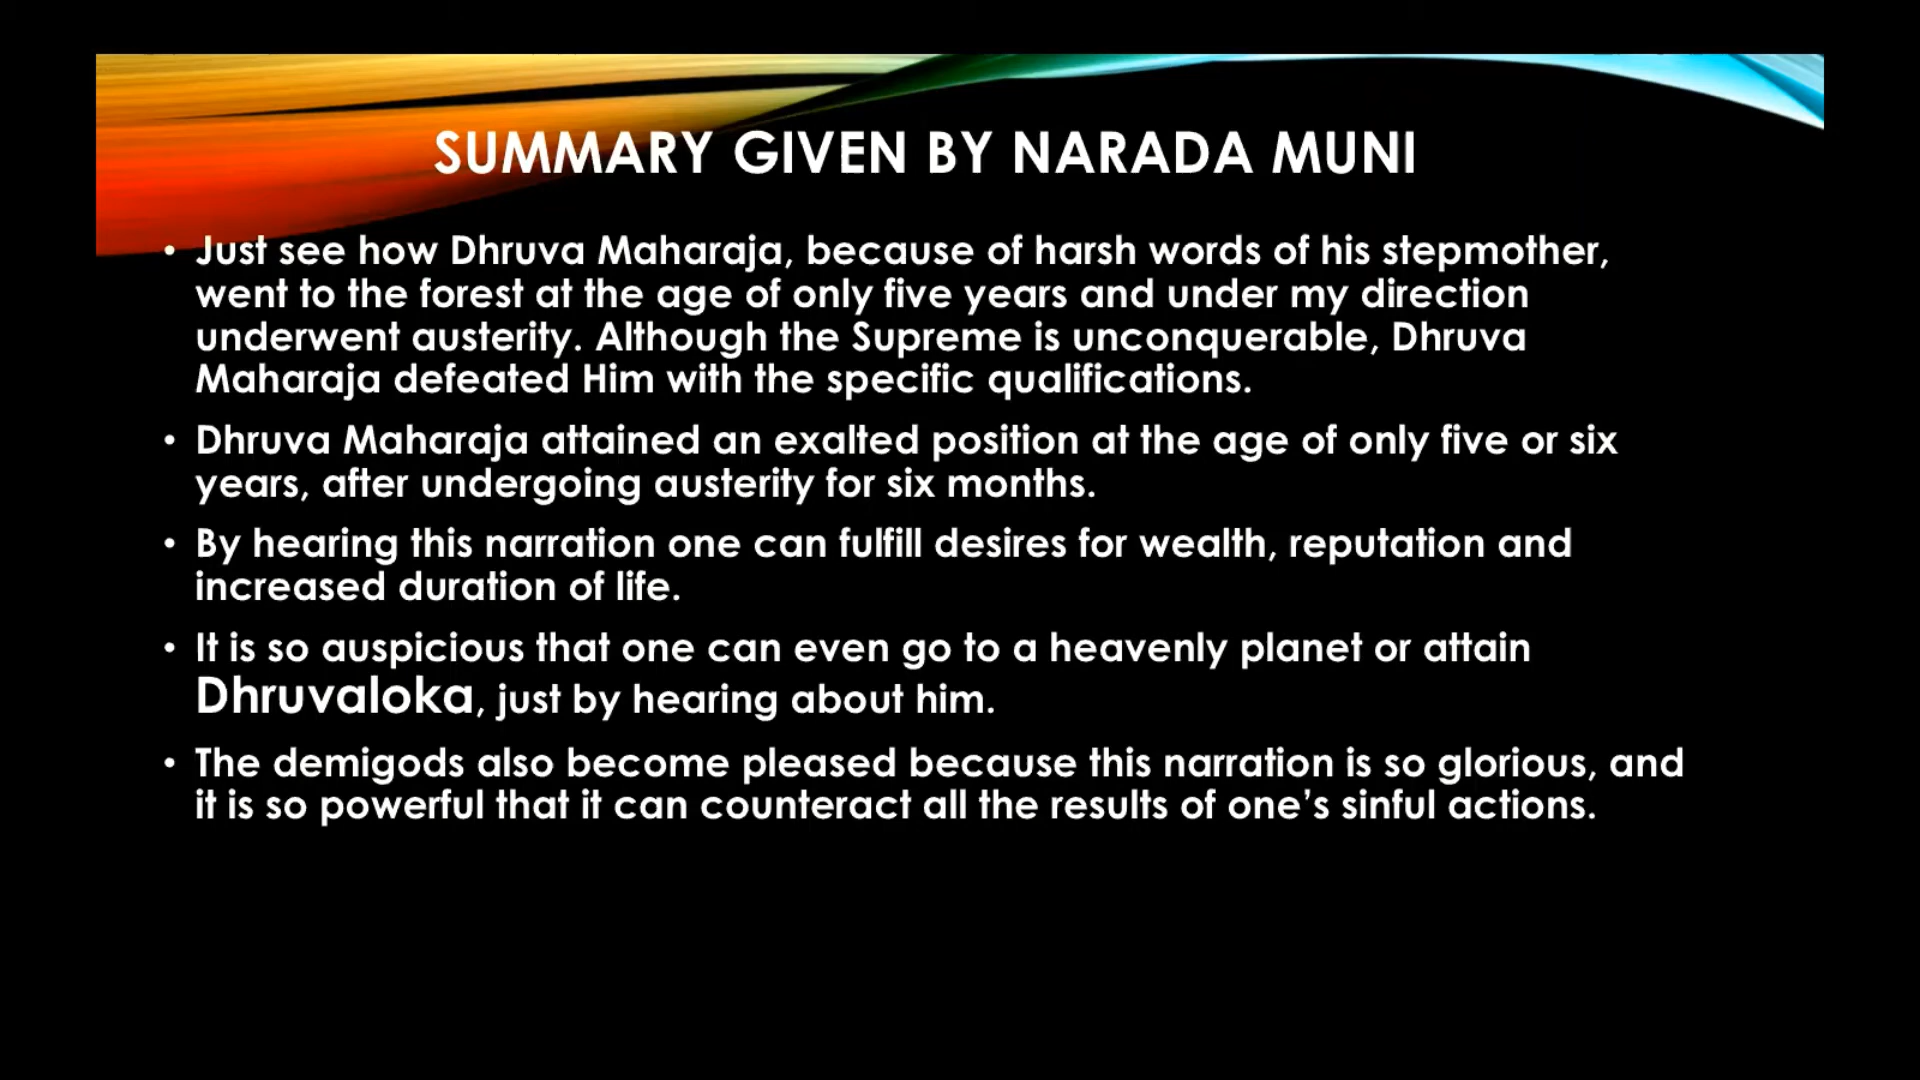 SUMMARY GIVEN BY NARADA MUNI
• Just see how Dhruva Maharaja, because of harsh words of his stepmother,
went to the forest at the age of only five years and under my direction
underwent austerity. Although the Supreme is unconquerable, Dhruva
Maharaja defeated Him with the specific qualifications.
• Dhruva Maharaja attained an exalted position at the age of only five or six
years, after undergoing austerity for six months.
• By hearing this narration one can fulfill desires for wealth, reputation and
increased duration of life.
• It is so auspicious that one can even go to a heavenly planet or attain
Dhruvaloka, just by hearing about him.
• The demigods also become pleased because this narration is so glorious, and
it is so powerful that it can counteract all the results of one’s sinful actions.